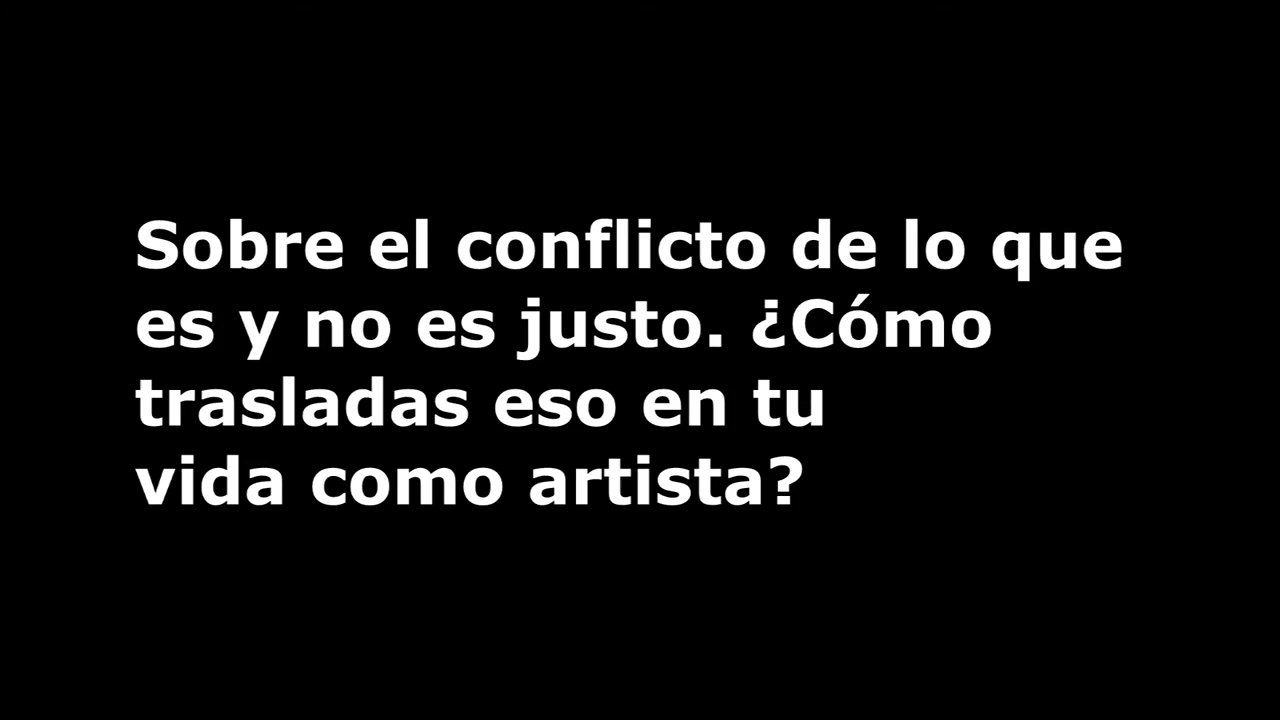 Sobre el conflicto de lo que
es y no es justo. ¿Cómo
trasladas eso en tu
vida como artista?